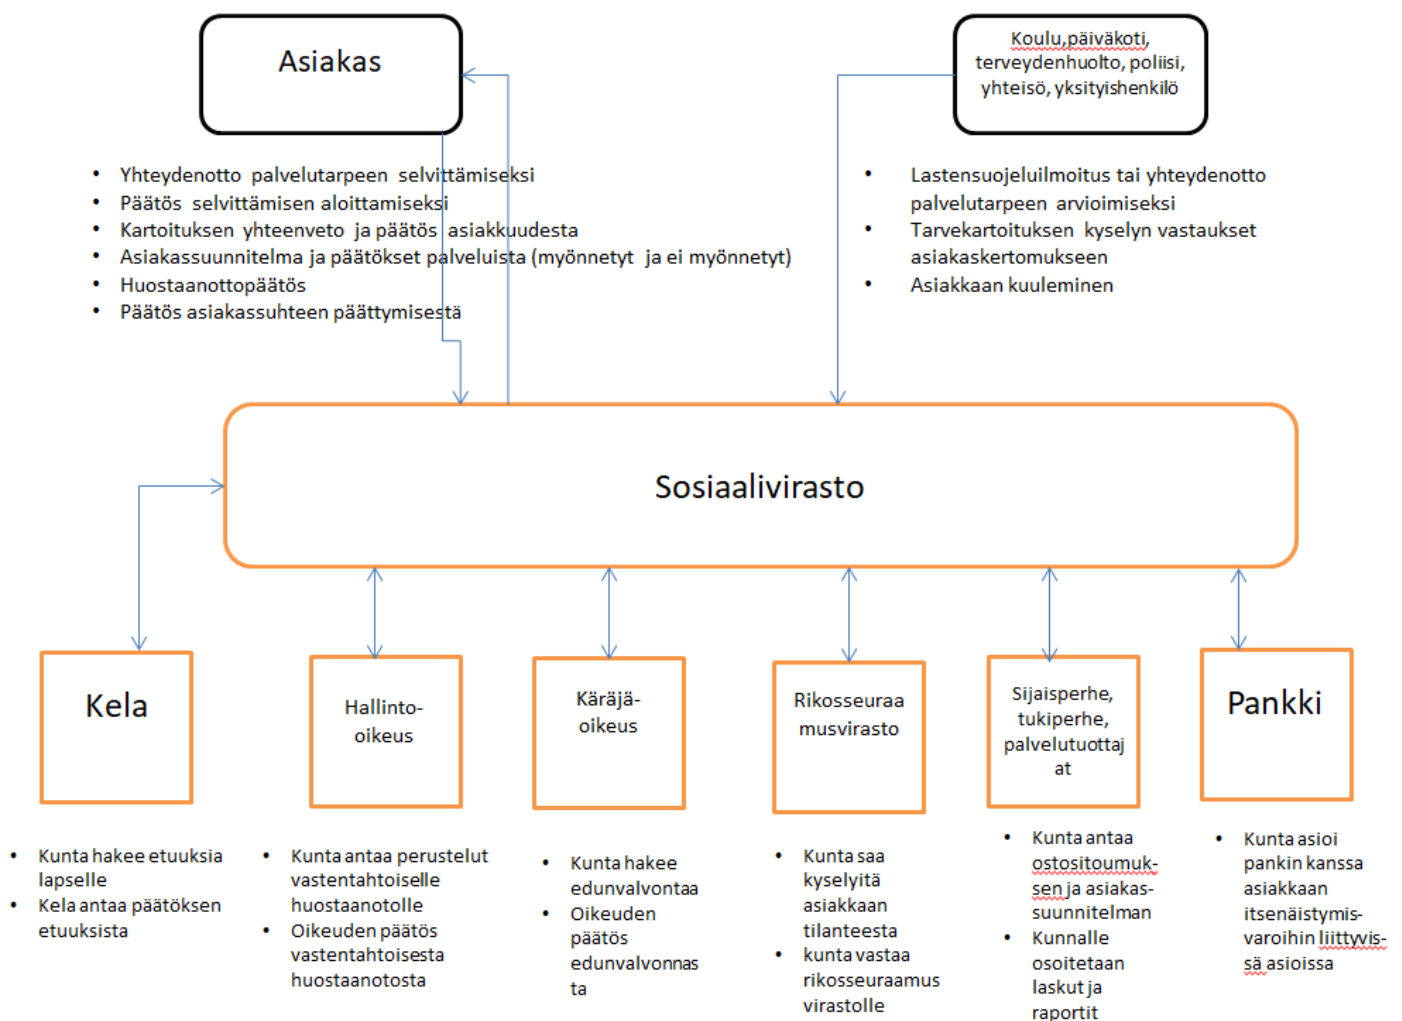 Asiakas
Koulu,päiväkoti,
terveydenhuolto, poliisi,
yhteisö, yksityishenkilö
• Yhteydenotto palvelutarpeen selvittämiseksi
• Päätös selvittämisen aloittamiseksi
• Kartoituksen yhteenveto ja päätös asiakkuudesta
• Asiakassuunnitelma ja päätökset palveluista (myönnetyt ja ei myönnetyt)
• Huostaanottopäätös
• Päätös asiakassuhteen päättymisestä
• Lastensuojeluilmoitus tai yhteydenotto
palvelutarpeen arvioimiseksi
• Tarvekartoituksen kyselyn vastaukset
asiakaskertomukseen
• Asiakkaan kuuleminen
Sosiaalivirasto
Kela
Hallinto-
oikeus
Käräjä-
oikeus
Rikosseuraa
musvirasto
Sijaisperhe,
tukiperhe,
palvelutuottaj
at
Pankki
• Kunta hakee etuuksia
lapselle
• Kela antaa päätöksen
etuuksista
• Kunta antaa perustelut
vastentahtoiselle
huostaanotolle
• Oikeuden päätös
vastentahtoisesta
huostaanotosta
• Kunta hakee
edunvalvontaa
• Oikeuden
päätös
edunvalvonnas
ta
• Kunta saa
kyselyitä
asiakkaan
tilanteesta
• kunta vastaa
rikosseuraamus
virastolle
• Kunta antaa
ostositoumuk-
sen ja asiakas-
suunnitelman
• Kunnalle
osoitetaan
laskut ja
raportit
• Kunta asioi
pankin kanssa
asiakkaan
itsenäistymis-
varoihin liittyvis-
sä asioissa